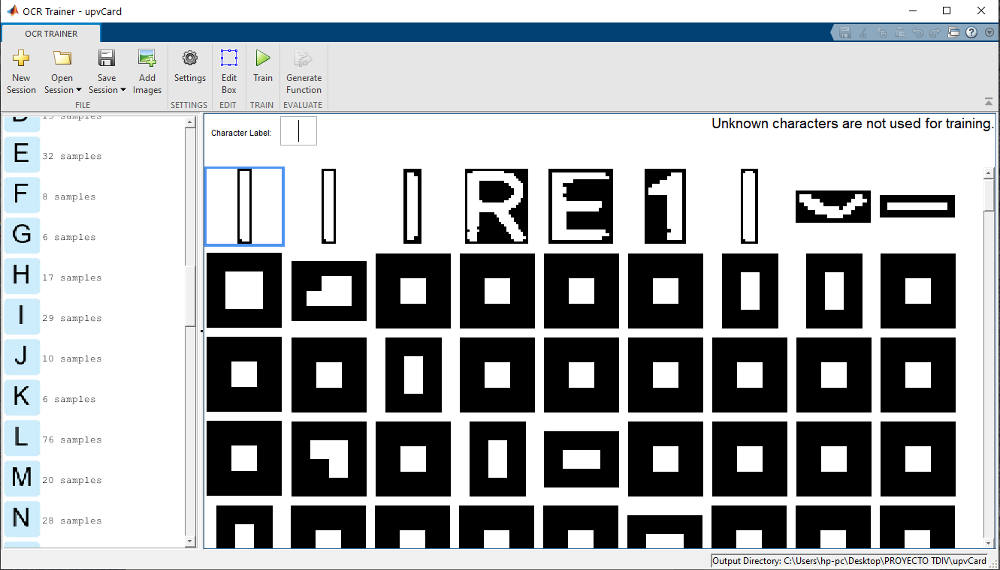 OCR Trainer - upvCard
OCR TRAINER
New Session
Open Session
Save Session
Add Images
Settings
Edit Box
Train
Generate Function
FILE
SETTINGS
EDIT
TRAIN
EVALUATE
D 15 samples
E 32 samples
F 8 samples
G 6 samples
H 17 samples
I 29 samples
J 10 samples
K 6 samples
L 76 samples
M 20 samples
N 28 samples
Character Label:
Unknown characters are not used for training.
R E 1
Output Directory: C:\Users\hp-pc\Desktop\PROYECTO TDIV\upvCard